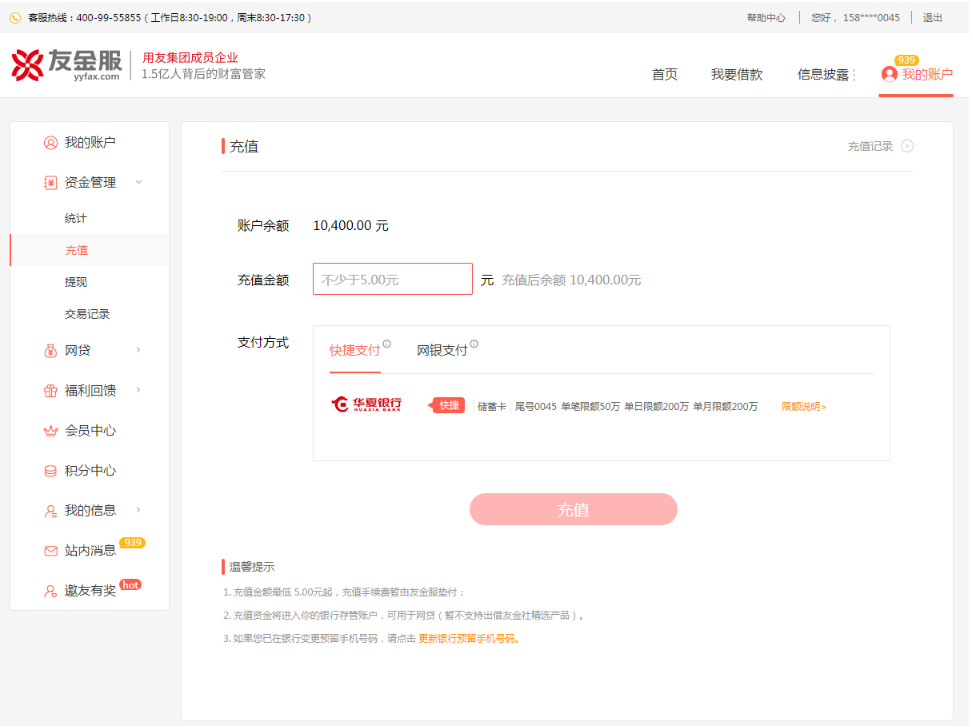 客服热线：400-99-55855（工作日8:30-19:00，周末8:30-17:30）
帮助中心 您好，158****0045 退出
友金服
yyfax.com
用友集团成员企业
1.5亿人背后的财富管家
首页 我要借款 信息披露 939 我的账户
我的账户
资金管理
统计
充值
提现
交易记录
网贷
福利回馈
会员中心
积分中心
我的信息
站内消息 939
邀友有奖 hot
充值 充值记录
账户余额 10,400.00 元
充值金额 不少于5.00元 元 充值后余额 10,400.00元
支付方式 快捷支付 网银支付
华夏银行 HUAXIA BANK 快捷 储蓄卡 尾号0045 单笔限额50万 单日限额200万 单月限额200万 限额说明»
充值
温馨提示
1. 充值金额最低 5.00元起，充值手续费暂由友金服垫付；
2. 充值资金将进入你的银行存管账户，可用于网贷（暂不支持出借友金社精选产品）。
3. 如果您已在银行变更预留手机号码，请点击 更新银行预留手机号码。